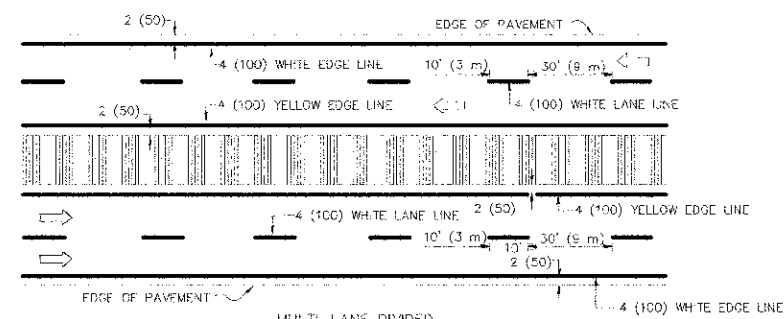 2 (50)
EDGE OF PAVEMENT
4 (100) WHITE EDGE LINE
10' (3 m)
30' (9 m)
4 (100) YELLOW EDGE LINE
4 (100) WHITE LANE LINE
2 (50)
2 (50)
4 (100) YELLOW EDGE LINE
4 (100) WHITE LANE LINE
10' (3 m)
30' (9 m)
10'
2 (50)
EDGE OF PAVEMENT
4 (100) WHITE EDGE LINE
MULTI-LANE DIVIDED